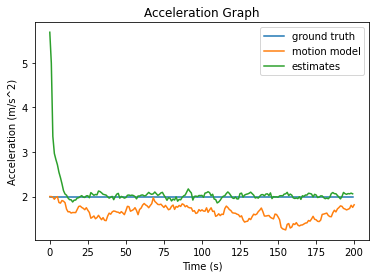 Acceleration Graph
ground truth
motion model
estimates
Acceleration (m/s^2)
5
4
3
2
0 25 50 75 100 125 150 175 200
Time (s)